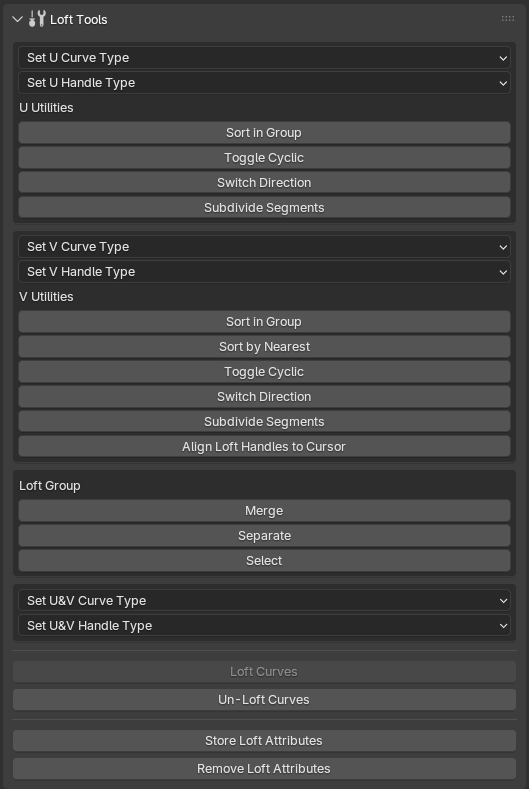 Loft Tools
Set U Curve Type
Set U Handle Type
U Utilities
Sort in Group
Toggle Cyclic
Switch Direction
Subdivide Segments
Set V Curve Type
Set V Handle Type
V Utilities
Sort in Group
Sort by Nearest
Toggle Cyclic
Switch Direction
Subdivide Segments
Align Loft Handles to Cursor
Loft Group
Merge
Separate
Select
Set U&V Curve Type
Set U&V Handle Type
Loft Curves
Un-Loft Curves
Store Loft Attributes
Remove Loft Attributes